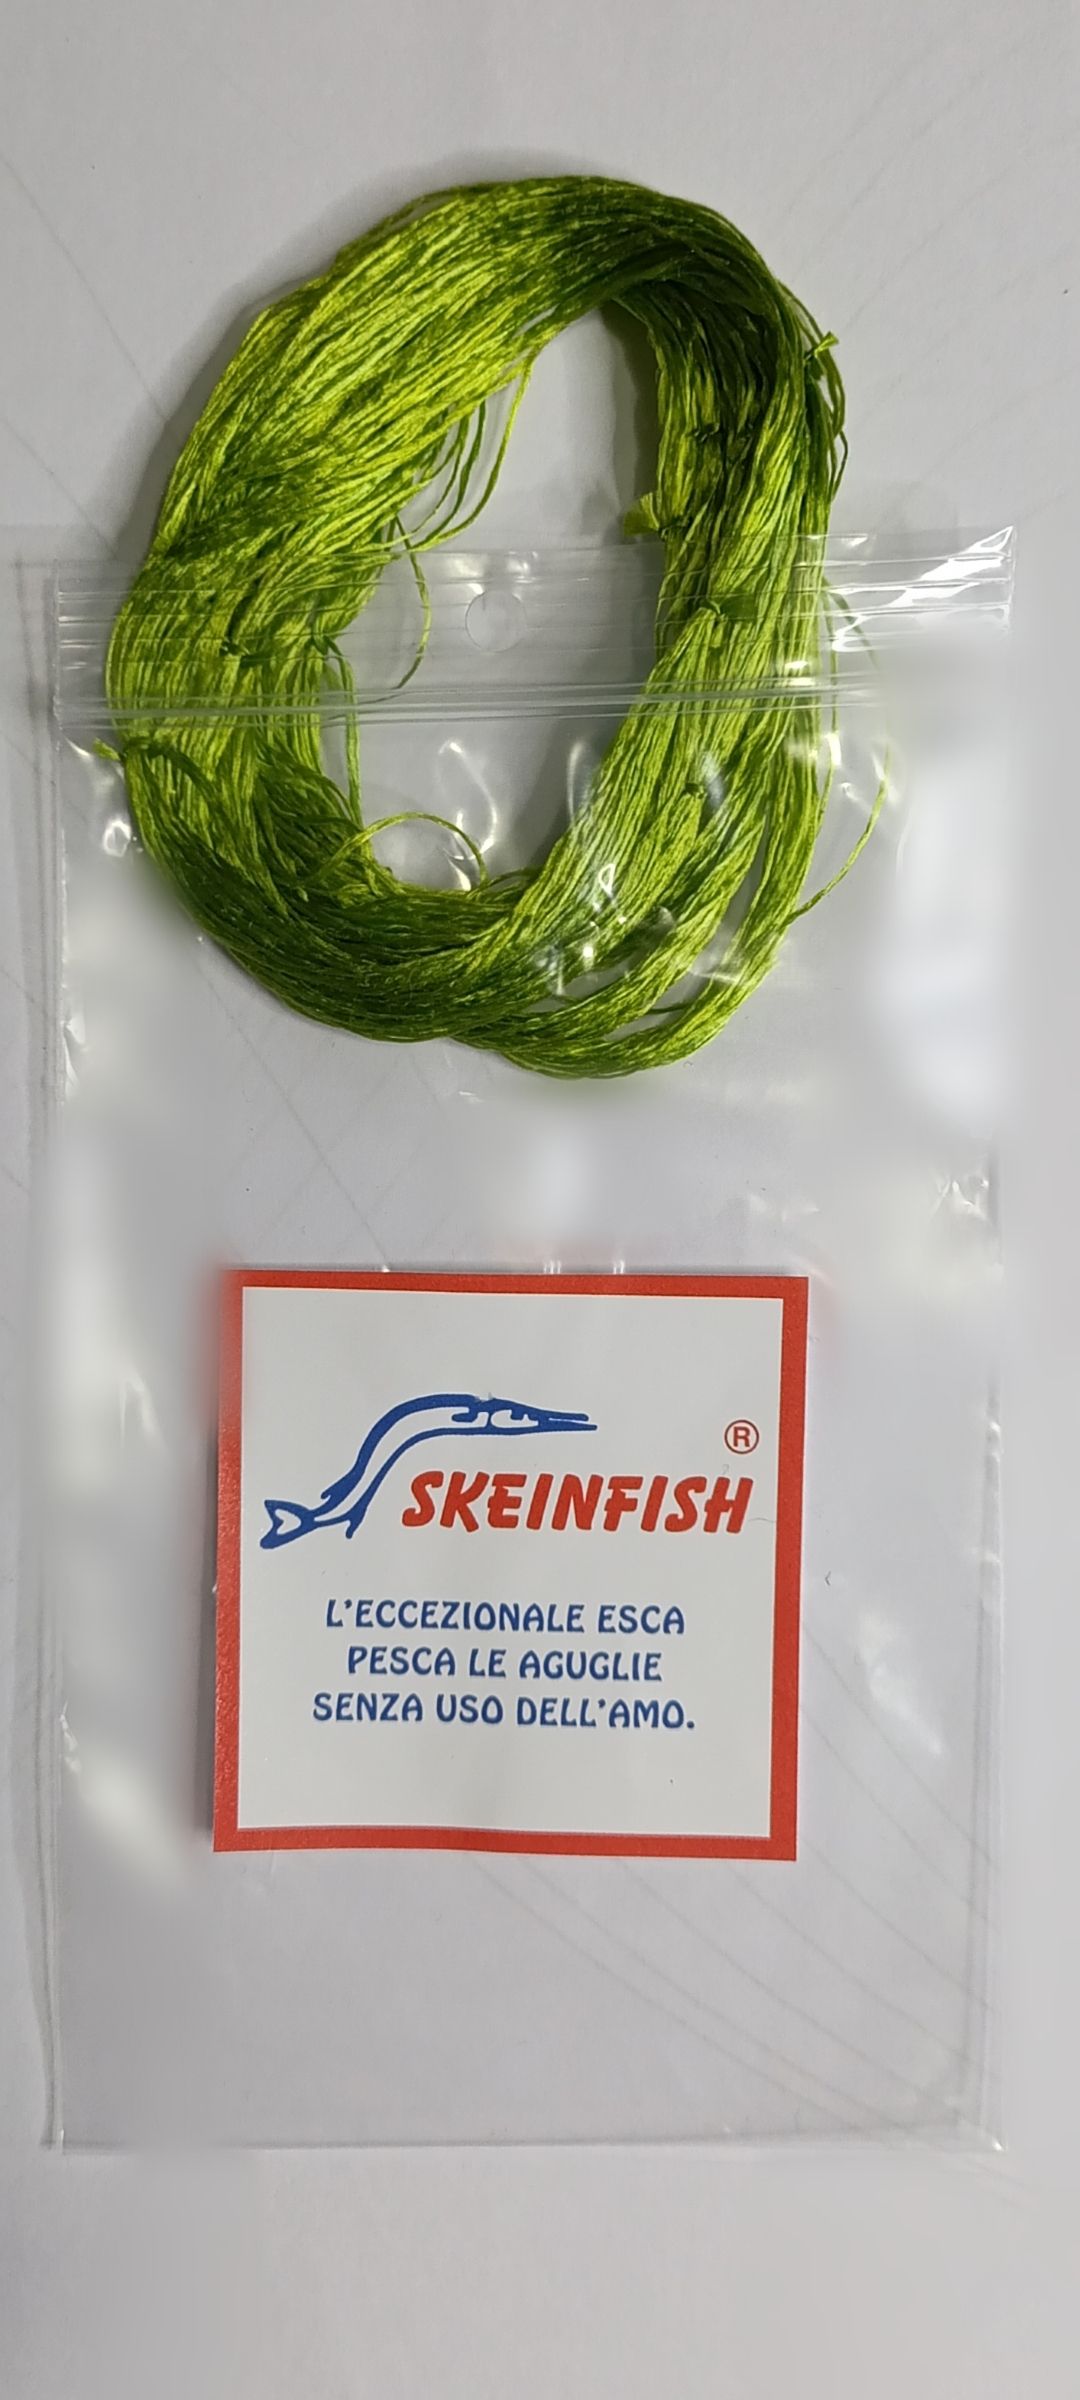 ®
SKEINFISH
L'ECCEZIONALE ESCA
PESCA LE AGUGLIE
SENZA USO DELL'AMO.